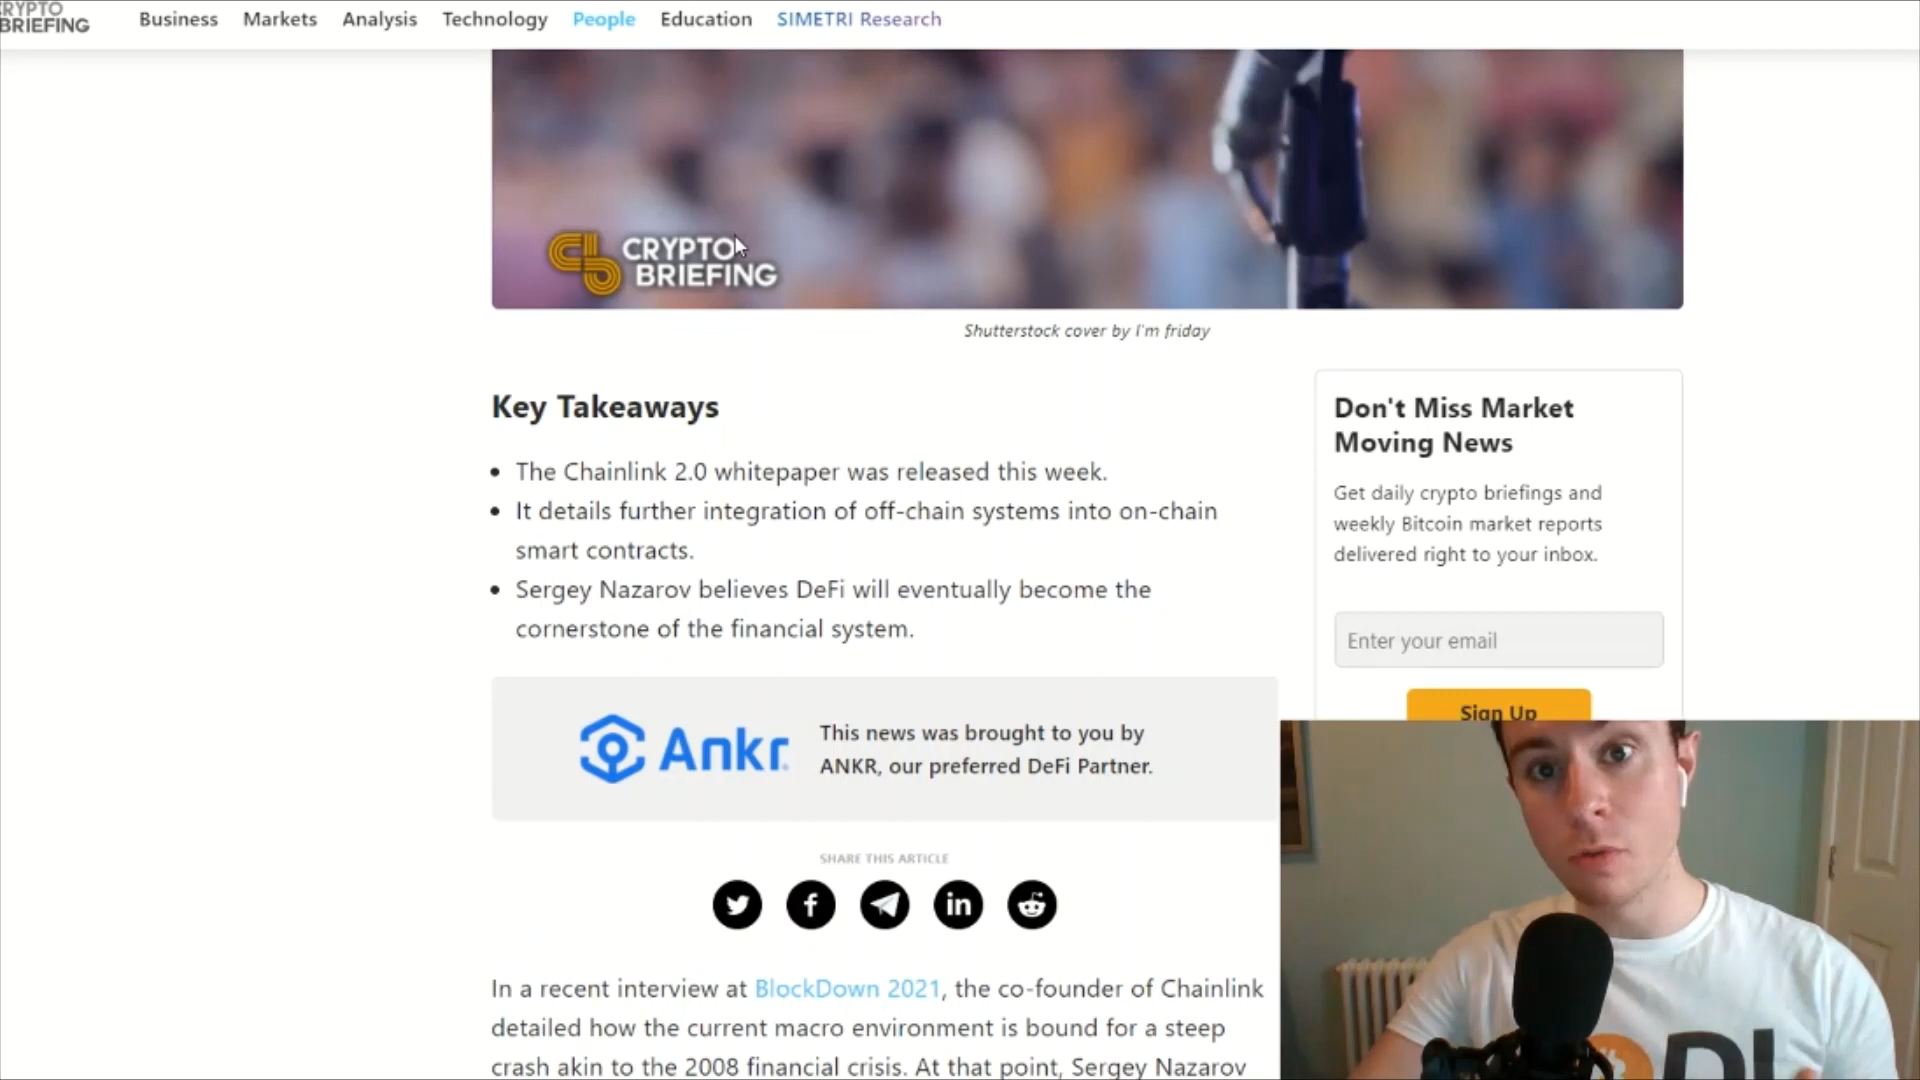 CRYPTO
BRIEFING
Business Markets Analysis Technology People Education SIMETRI Research
CRYPTO
BRIEFING
Shutterstock cover by I'm friday
Key Takeaways
• The Chainlink 2.0 whitepaper was released this week.
• It details further integration of off-chain systems into on-chain
smart contracts.
• Sergey Nazarov believes DeFi will eventually become the
cornerstone of the financial system.
Don't Miss Market
Moving News
Get daily crypto briefings and
weekly Bitcoin market reports
delivered right to your inbox.
Enter your email
Sign Up
Ankr
This news was brought to you by
ANKR, our preferred DeFi Partner.
SHARE THIS ARTICLE
In a recent interview at BlockDown 2021, the co-founder of Chainlink
detailed how the current macro environment is bound for a steep
crash akin to the 2008 financial crisis. At that point, Sergey Nazarov